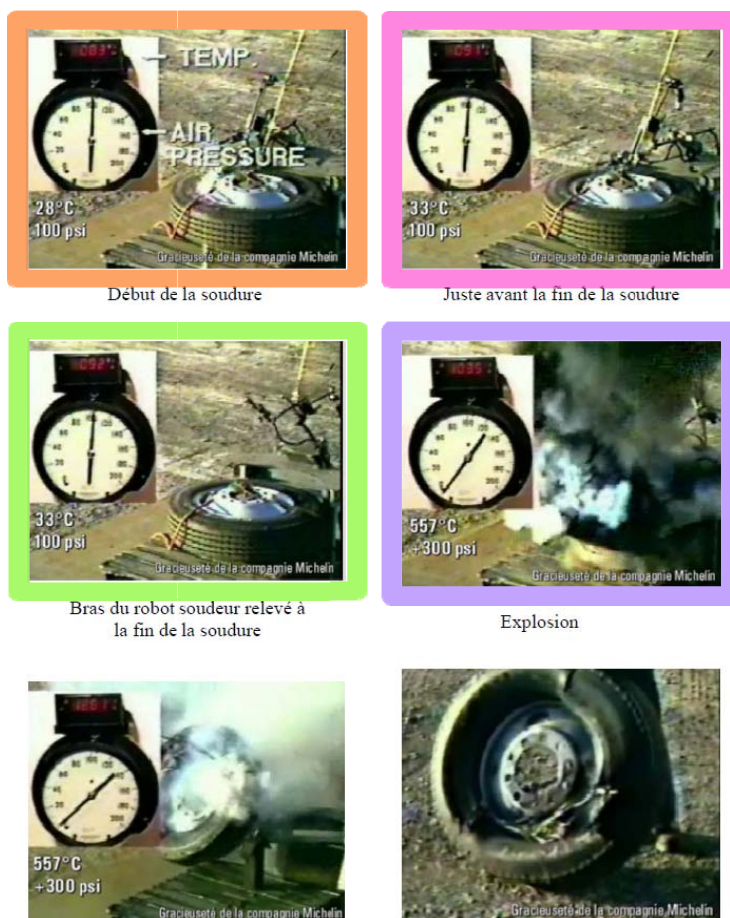 TEMP.
AIR
PRESSURE
28°C
100 psi
Gracieuseté de la compagnie Michelin
Début de la soudure
33°C
100 psi
Gracieuseté de la compagnie Michelin
Juste avant la fin de la soudure
33°C
100 psi
Gracieuseté de la compagnie Michelin
Bras du robot soudeur relevé à
la fin de la soudure
557°C
+300 psi
Gracieuseté de la compagnie Michelin
Explosion
557°C
+300 psi
Gracieuseté de la compagnie Michelin
Gracieuseté de la compagnie Michelin